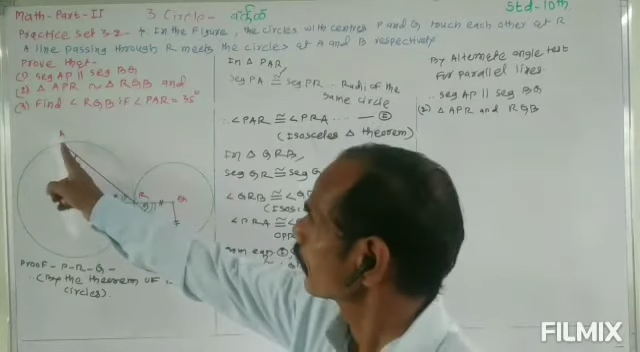 Math-Part-II
3 Circle-
Std-10th
Practice Set 3.2- 4 In the Figure, the circles with centres P and Q touch each other at R
A line passing through R meets the circles at A and B respectively
Prove that-
(1) seg AP || seg BQ
(2) △ APR ~ △ RQB and
(3) Find ∠ RQB if ∠ PAR = 35°
A
R
Proof- P-R-Q-
..(By the theorem of
circles).
In △ PAR,
seg PA ≅ seg PR.. Radii of the
same circle
∴ ∠PAR ≅ ∠PRA... — ①
(Isosceles △ theorem)
In △ QRB,
seg QR ≅ seg Q
∠QRB ≅ ∠Q
∠PRA ≅ ∠
By Alternate angle test
For parallel lines
∴ seg AP || seg BQ
(2) △ APR and RQB
FILMIX